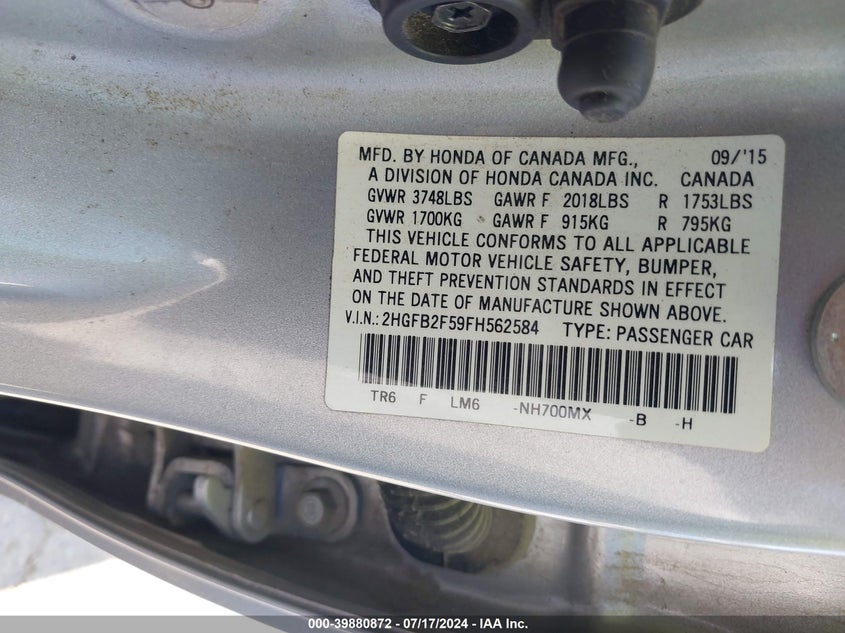 MFD. BY HONDA OF CANADA MFG., 09/'15
A DIVISION OF HONDA CANADA INC. CANADA
GVWR 3748LBS GAWR F 2018LBS R 1753LBS
GVWR 1700KG GAWR F 915KG R 795KG
THIS VEHICLE CONFORMS TO ALL APPLICABLE
FEDERAL MOTOR VEHICLE SAFETY, BUMPER,
AND THEFT PREVENTION STANDARDS IN EFFECT
ON THE DATE OF MANUFACTURE SHOWN ABOVE.
V.I.N.: 2HGFB2F59FH562584 TYPE: PASSENGER CAR
TR6 F LM6 -NH700MX -B -H
000-39880872 - 07/17/2024 - IAA Inc.